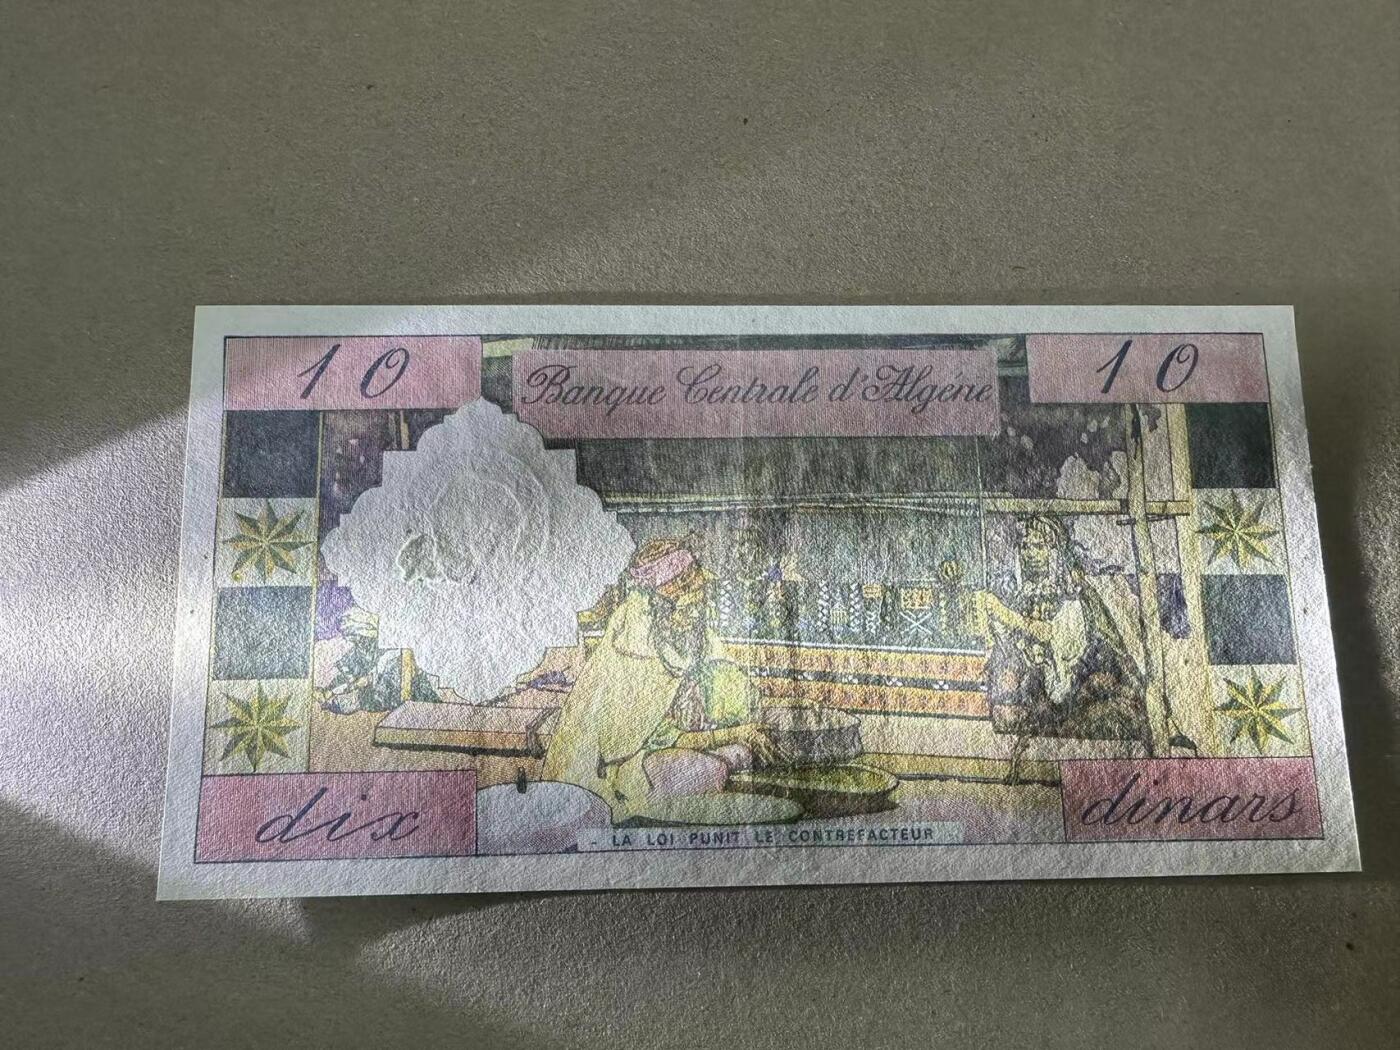 10
Banque Centrale d'Algérie
10
dix
dinars
- LA LOI PUNIT LE CONTREFACTEUR -